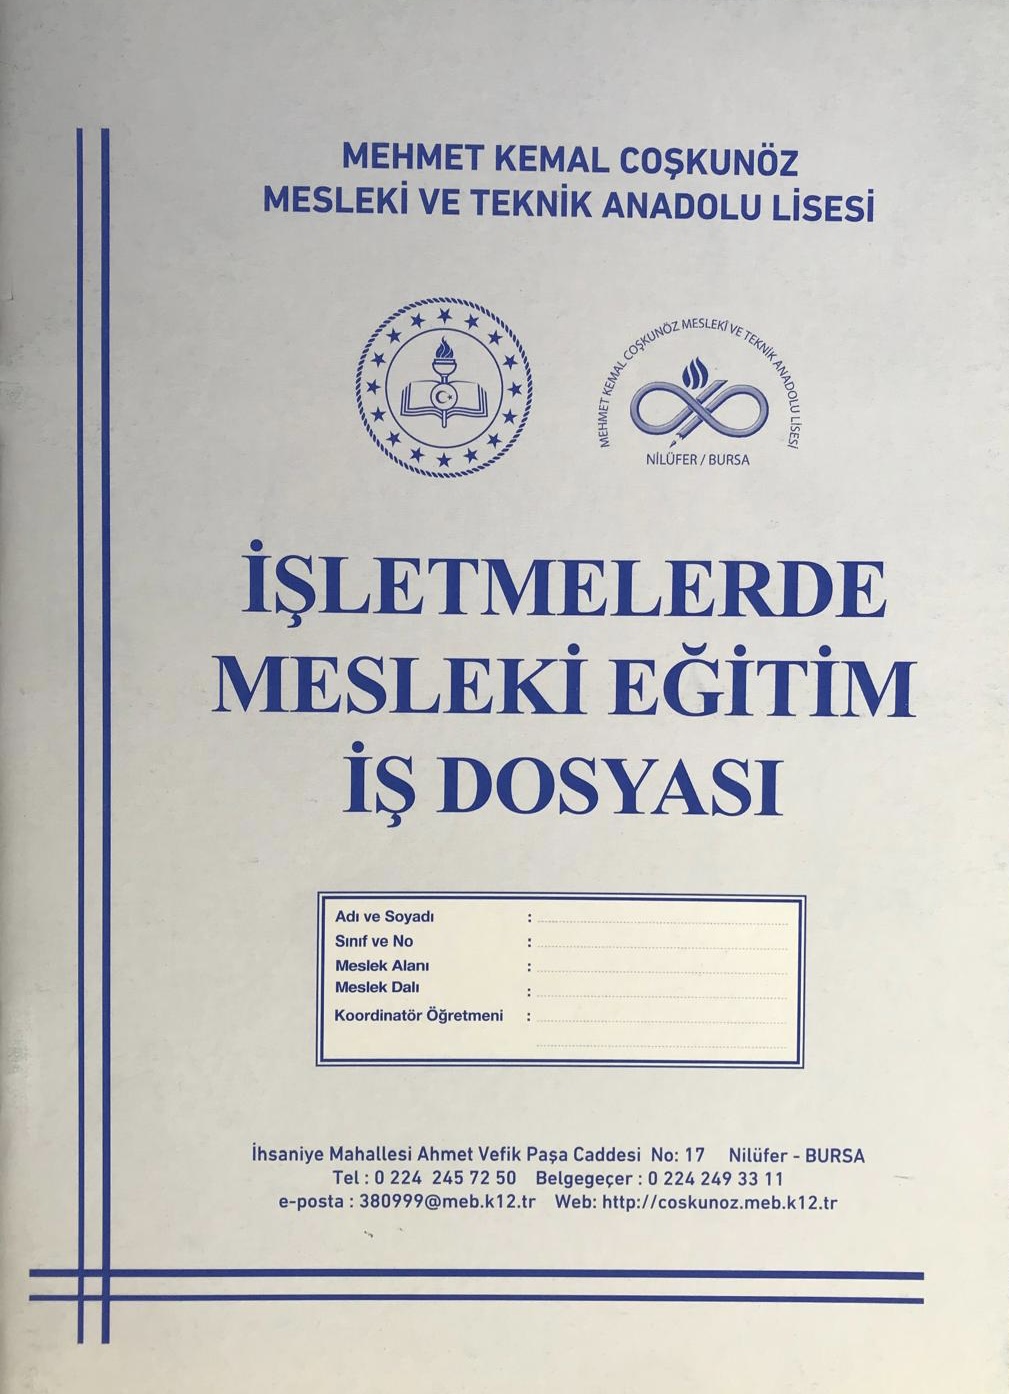 MEHMET KEMAL COŞKUNÖZ
MESLEKİ VE TEKNİK ANADOLU LİSESİ
MEHMET KEMAL COŞKUNÖZ MESLEKİ VE TEKNİK ANADOLU LİSESİ
NİLÜFER / BURSA
İŞLETMELERDE
MESLEKİ EĞİTİM
İŞ DOSYASI
Adı ve Soyadı :
Sınıf ve No :
Meslek Alanı :
Meslek Dalı :
Koordinatör Öğretmeni :
İhsaniye Mahallesi Ahmet Vefik Paşa Caddesi No: 17 Nilüfer - BURSA
Tel : 0 224 245 72 50 Belgegeçer : 0 224 249 33 11
e-posta : 380999@meb.k12.tr Web: http://coskunoz.meb.k12.tr